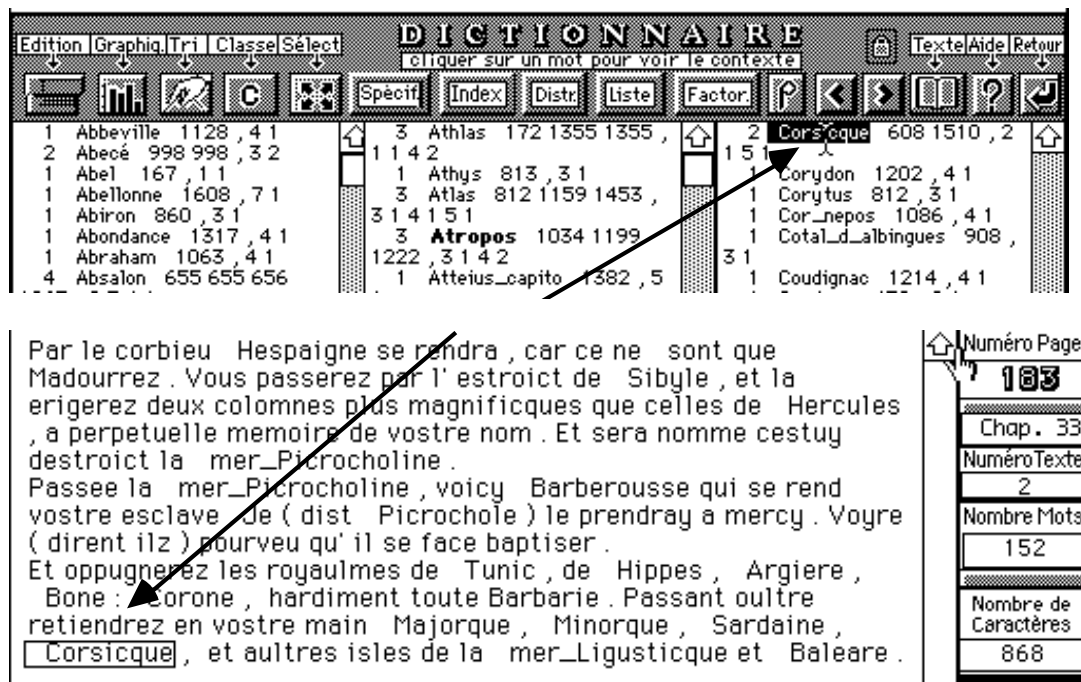 DICTIONNAIRE
cliquer sur un mot pour voir le contexte
Edition Graphiq. Tri Classe Sélect
Texte Aide Retour
C Spécif. Index Distr. Liste Factor. ρ < > ?
1 Abbeville 1128 , 4 1
2 Abecé 998 998 , 3 2
1 Abel 167 , 1 1
1 Abellonne 1608 , 7 1
1 Abiron 860 , 3 1
1 Abondance 1317 , 4 1
1 Abraham 1063 , 4 1
4 Absalon 655 655 656
3 Athlas 172 1355 1355 ,
1 1 4 2
1 Athys 813 , 3 1
3 Atlas 812 1159 1453 ,
3 1 4 1 5 1
3 Atropos 1034 1199
1222 , 3 1 4 2
1 Atteius_capito 1382 , 5
2 Corsicque 608 1510 , 2
1 5 1
1 Corydon 1202 , 4 1
1 Corytus 812 , 3 1
1 Cor_nepos 1086 , 4 1
1 Cotal_d_albingues 908 ,
3 1
1 Coudignac 1214 , 4 1
Par le corbieu Hespaigne se rendra , car ce ne sont que
Madourrez . Vous passerez par l' estroict de Sibyle , et la
erigerez deux colomnes plus magnificques que celles de Hercules
, a perpetuelle memoire de vostre nom . Et sera nomme cestuy
destroict la mer_Picrocholine .
Passee la mer_Picrocholine , voicy Barberousse qui se rend
vostre esclave Je ( dist Picrochole ) le prendray a mercy . Voyre
( dirent ilz ) pourveu qu' il se face baptiser .
Et oppugnerez les royaulmes de Tunic , de Hippes , Argiere ,
Bone : Corone , hardiment toute Barbarie . Passant oultre
retiendrez en vostre main Majorque , Minorque , Sardaine ,
Corsicque , et aultres isles de la mer_Ligusticque et Baleare .
Numéro Page
183
Chap. 33
Numéro Texte
2
Nombre Mots
152
Nombre de
Caractères
868